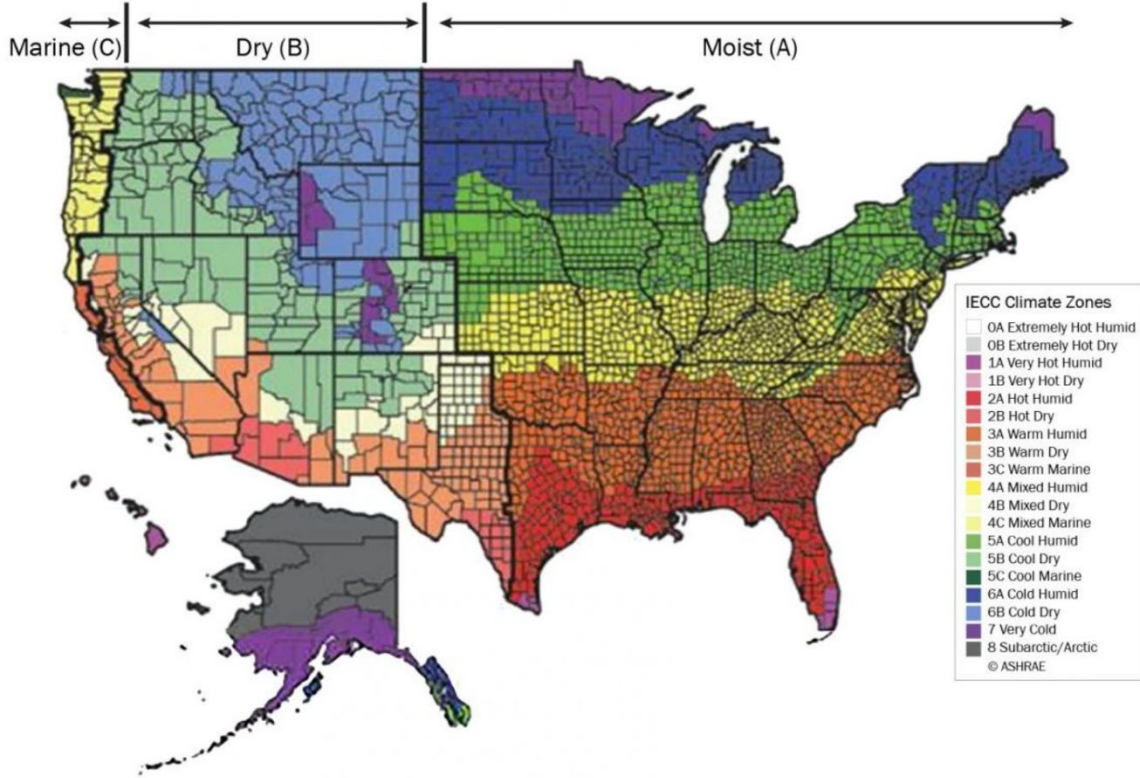 Marine (C)
Dry (B)
Moist (A)
IECC Climate Zones
0A Extremely Hot Humid
0B Extremely Hot Dry
1A Very Hot Humid
1B Very Hot Dry
2A Hot Humid
2B Hot Dry
3A Warm Humid
3B Warm Dry
3C Warm Marine
4A Mixed Humid
4B Mixed Dry
4C Mixed Marine
5A Cool Humid
5B Cool Dry
5C Cool Marine
6A Cold Humid
6B Cold Dry
7 Very Cold
8 Subarctic/Arctic
© ASHRAE